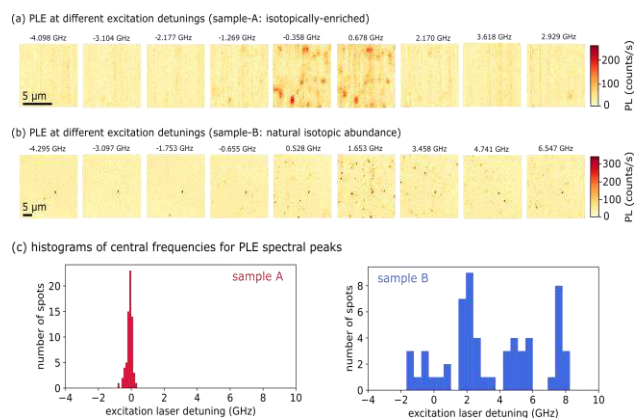 (a) PLE at different excitation detunings (sample-A: isotopically-enriched)
-4.098 GHz -3.104 GHz -2.177 GHz -1.269 GHz -0.358 GHz 0.678 GHz 2.170 GHz 3.618 GHz 2.929 GHz
5 μm
200
100
0
PL (counts/s)
(b) PLE at different excitation detunings (sample-B: natural isotopic abundance)
-4.295 GHz -3.097 GHz -1.753 GHz -0.655 GHz 0.528 GHz 1.653 GHz 3.458 GHz 4.741 GHz 6.547 GHz
5 μm
300
200
100
0
PL (counts/s)
(c) histograms of central frequencies for PLE spectral peaks
sample A
number of spots
20
15
10
5
0
−4 −2 0 2 4 6 8 10
excitation laser detuning (GHz)
sample B
number of spots
8
6
4
2
0
−4 −2 0 2 4 6 8 10
excitation laser detuning (GHz)